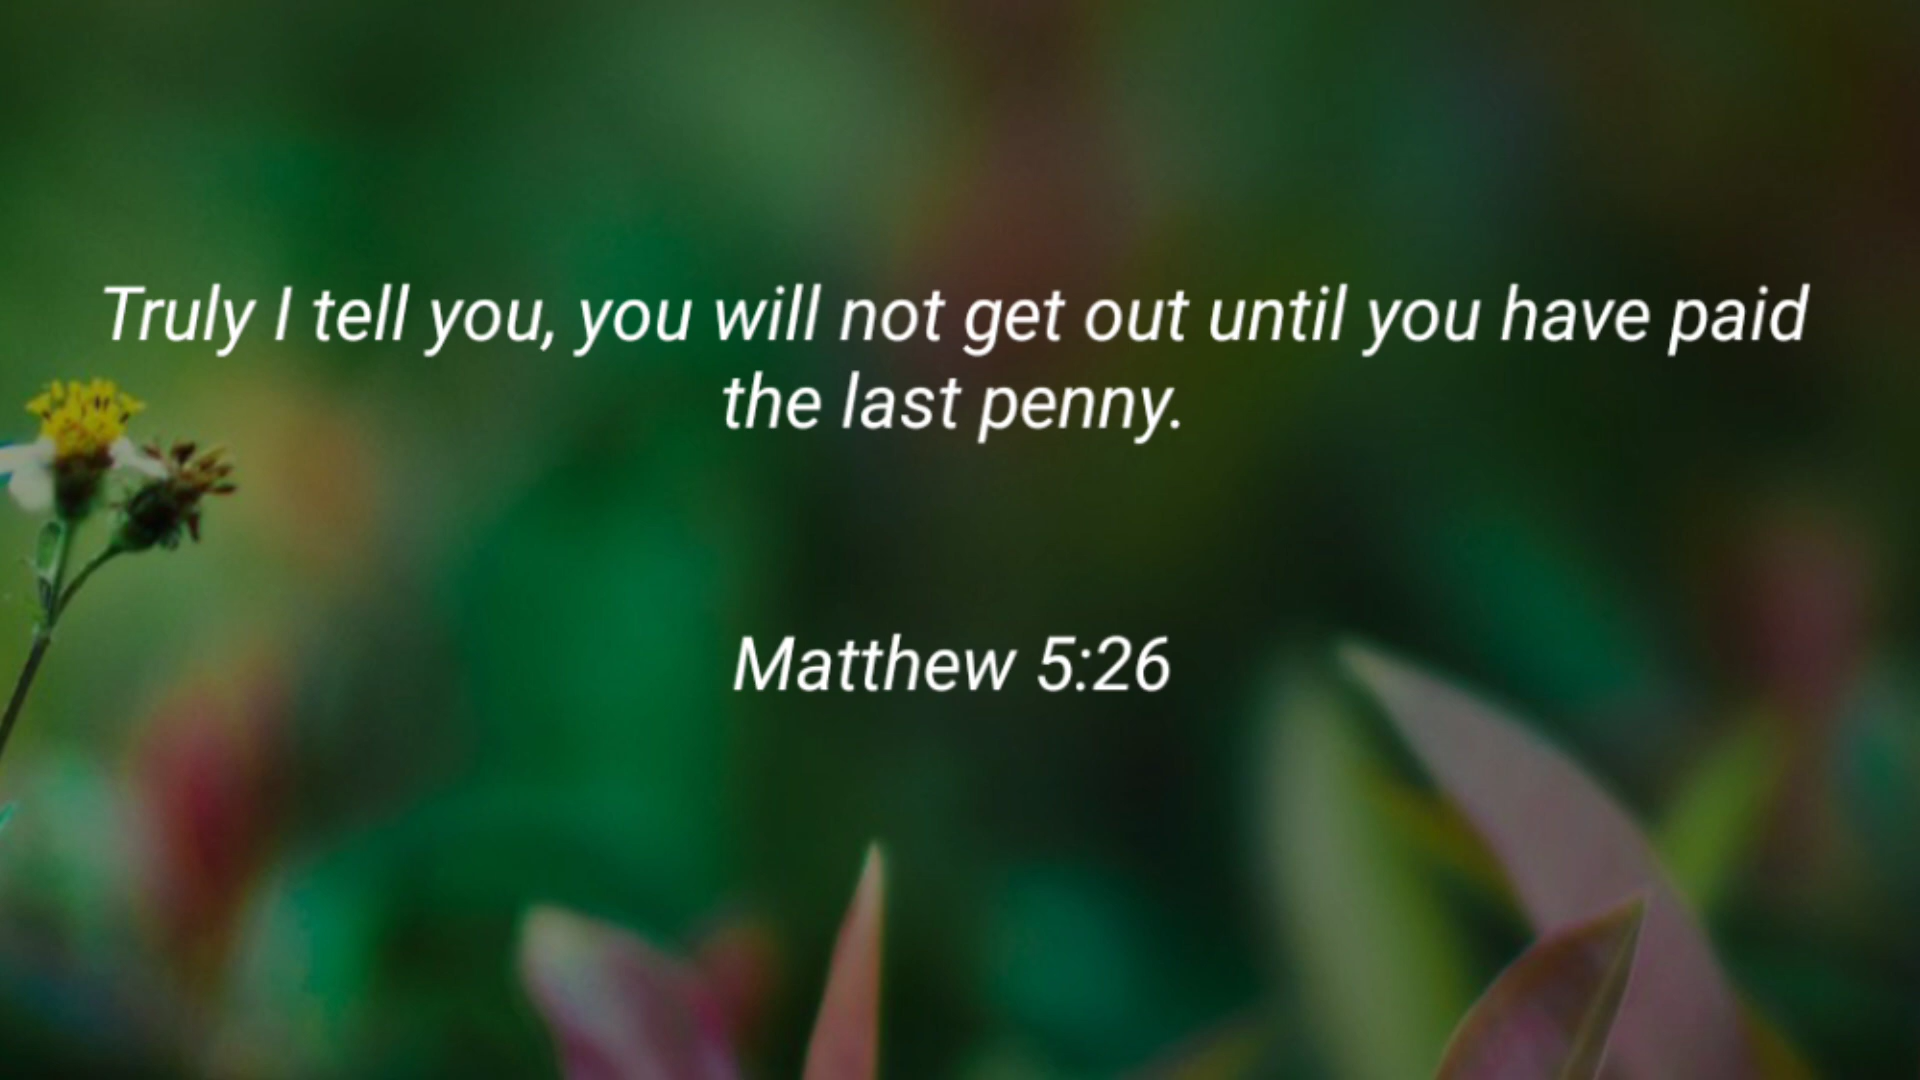 Truly I tell you, you will not get out until you have paid
the last penny.
Matthew 5:26